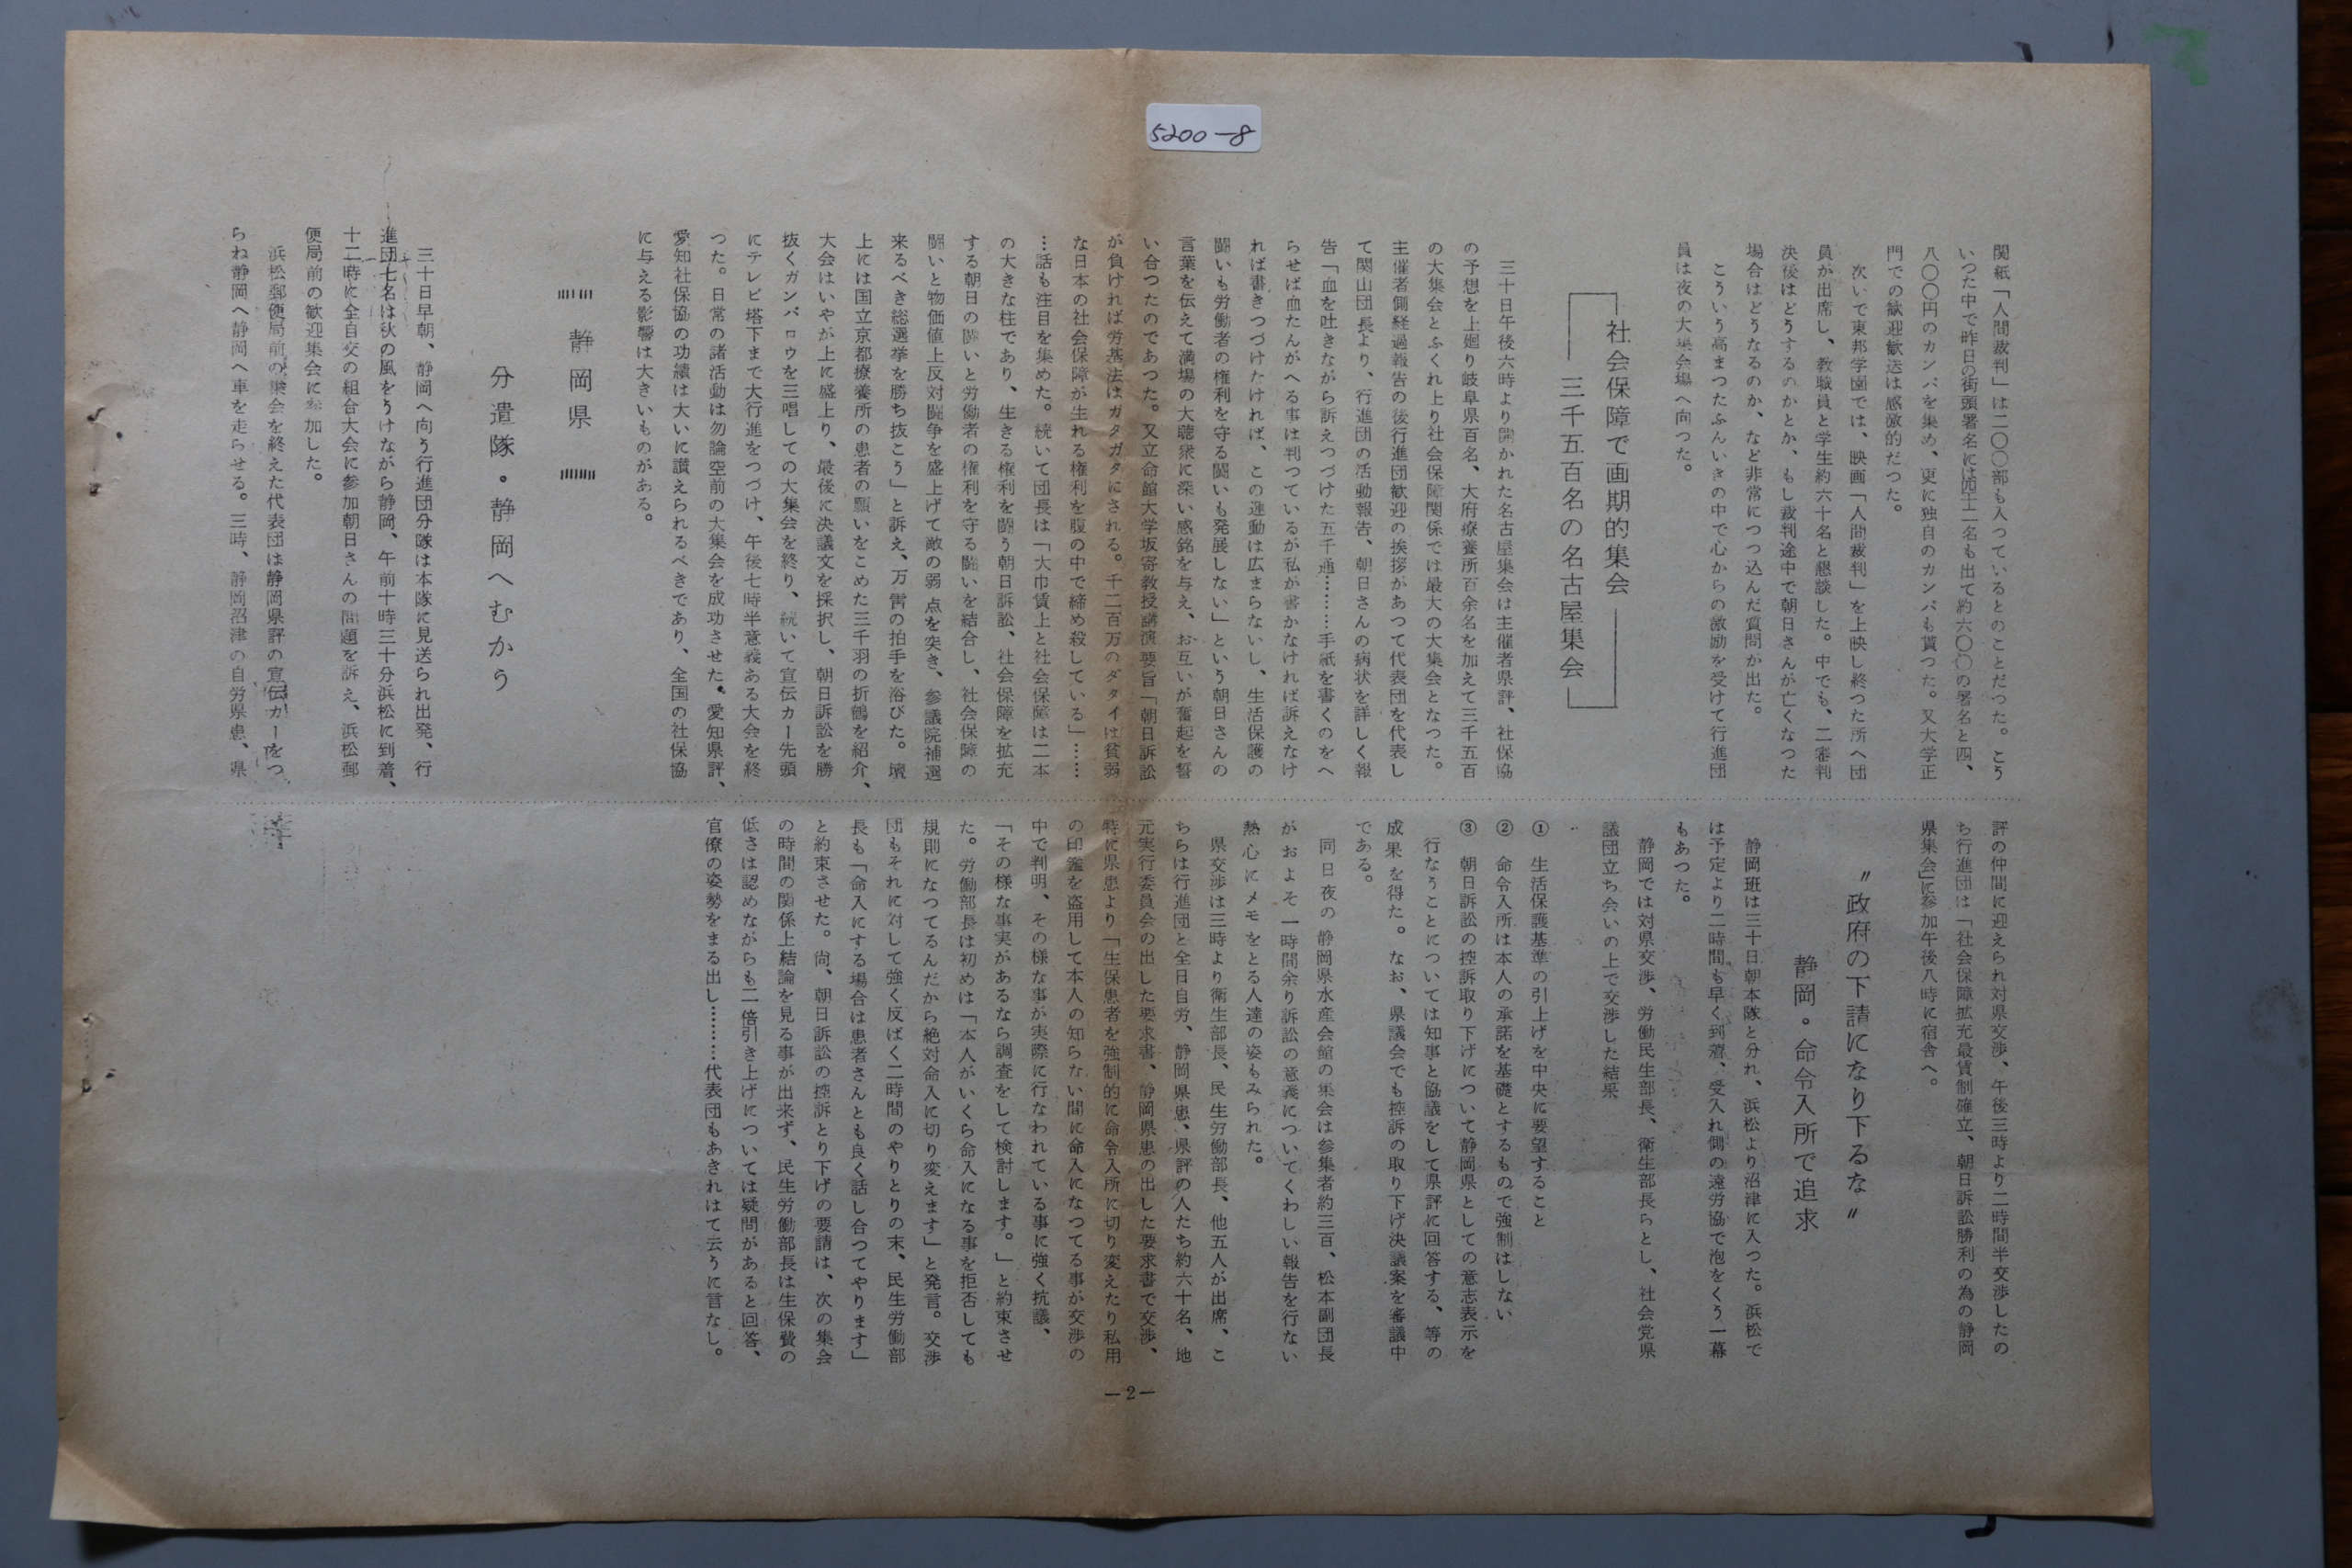 5200-8
関紙「人間裁判」は二〇〇部も入つているとのことだつた。こう
いつた中で昨日の街頭署名には四十二名も出て約六〇〇の署名と四、
八〇〇円のカンパを集め、更に独自のカンパも貰つた。又大学正
門での歓迎歓送は感激的だつた。
次いで東邦学園では、映画「人間裁判」を上映し終つた所へ団
員が出席し、教職員と学生約六十名と懇談した。中でも、二審判
決後はどうするのかとか、もし裁判途中で朝日さんが亡くなつた
場合はどうなるのか、など非常につつ込んだ質問が出た。
こういう高まつたふんいきの中で心からの激励を受けて行進団
員は夜の大集会場へ向つた。
社会保障で画期的集会
三千五百名の名古屋集会
三十日午後六時より開かれた名古屋集会は主催者県評、社保協
の予想を上廻り岐阜県百名、大府療養所百余名を加えて三千五百
の大集会とふくれ上り社会保障関係では最大の大集会となつた。
主催者側経過報告の後行進団歓迎の挨拶があつて代表団を代表し
て関山団長より、行進団の活動報告、朝日さんの病状を詳しく報
告「血を吐きながら訴えつづけた五千通………手紙を書くのをへ
らせば血たんがへる事は判つているが私が書かなければ訴えなけ
れば書きつづけたければ、この運動は広まらないし、生活保護の
闘いも労働者の権利を守る闘いも発展しない」という朝日さんの
言葉を伝えて満場の大聴衆に深い感銘を与え、お互いが奮起を誓
い合つたのであつた。又立命館大学坂寄教授講演要旨「朝日訴訟
が負ければ労基法はガタガタにされる。千二百万のダタイは貧弱
な日本の社会保障が生れる権利を腹の中で締め殺している」……
…話も注目を集めた。続いて団長は「大巾賃上と社会保障は二本
の大きな柱であり、生きる権利を闘う朝日訴訟、社会保障を拡充
する朝日の闘いと労働者の権利を守る闘いを結合し、社会保障の
闘いと物価値上反対闘争を盛上げて敵の弱点を突き、参議院補選
来るべき総選挙を勝ち抜こう」と訴え、万雷の拍手を浴びた。壇
上には国立京都療養所の患者の願いをこめた三千羽の折鶴を紹介、
大会はいやが上に盛上り、最後に決議文を採択し、朝日訴訟を勝
抜くガンバロウを三唱しての大集会を終り、続いて宣伝カー先頭
にテレビ塔下まで大行進をつづけ、午後七時半意義ある大会を終
つた。日常の諸活動は勿論空前の大集会を成功させた。愛知県評、
愛知社保協の功績は大いに讃えられるべきであり、全国の社保協
に与える影響は大きいものがある。
静岡県
分遣隊・静岡へむかう
三十日早朝、静岡へ向う行進団分隊は本隊に見送られ出発、行
進団七名は秋の風をうけながら静岡、午前十時三十分浜松に到着、
十二時に全自交の組合大会に参加朝日さんの問題を訴え、浜松郵
便局前の歓迎集会に参加した。
浜松郵便局前の集会を終えた代表団は静岡県評の宣伝カーをつ
らね静岡へ静岡へ車を走らせる。三時、静岡沼津の自労県患、県
評の仲間に迎えられ対県交渉、午後三時より二時間半交渉したの
ち行進団は「社会保障拡充最賃制確立、朝日訴訟勝利の為の静岡
県集会」に参加午後八時に宿舎へ。
〃政府の下請になり下るな〃
静岡・命令入所で追求
静岡班は三十日朝本隊と分れ、浜松より沼津に入つた。浜松で
は予定より二時間も早く到着、受入れ側の遠労協で泡をくう一幕
もあつた。
静岡では対県交渉、労働民生部長、衛生部長らとし、社会党県
議団立ち会いの上で交渉した結果
① 生活保護基準の引上げを中央に要望すること
② 命令入所は本人の承諾を基礎とするもので強制はしない
③ 朝日訴訟の控訴取り下げについて静岡県としての意志表示を
行なうことについては知事と協議をして県評に回答する、等の
成果を得た。なお、県議会でも控訴の取り下げ決議案を審議中
である。
同日夜の静岡県水産会館の集会は参集者約三百、松本副団長
がおよそ一時間余り訴訟の意義についてくわしい報告を行ない
熱心にメモをとる人達の姿もみられた。
県交渉は三時より衛生部長、民生労働部長、他五人が出席、こ
ちらは行進団と全日自労、静岡県患、県評の人たち約六十名、地
元実行委員会の出した要求書、静岡県患の出した要求書で交渉、
特に県患より「生保患者を強制的に命令入所に切り変えたり私用
の印鑑を盗用して本人の知らない間に命入になつてる事が交渉の
中で判明、その様な事が実際に行なわれている事に強く抗議、
「その様な事実があるなら調査をして検討します。」と約束させ
た。労働部長は初めは「本人がいくら命入になる事を拒否しても
規則になつてるんだから絶対命入に切り変えます」と発言。交渉
団もそれに対して強く反ばく二時間のやりとりの末、民生労働部
長も「命入にする場合は患者さんとも良く話し合つてやります」
と約束させた。尚、朝日訴訟の控訴とり下げの要請は、次の集会
の時間の関係上結論を見る事が出来ず、民生労働部長は生保費の
低さは認めながらも二倍引き上げについては疑問があると回答、
官僚の姿勢をまる出し………代表団もあきれはて云うに言なし。
—2—